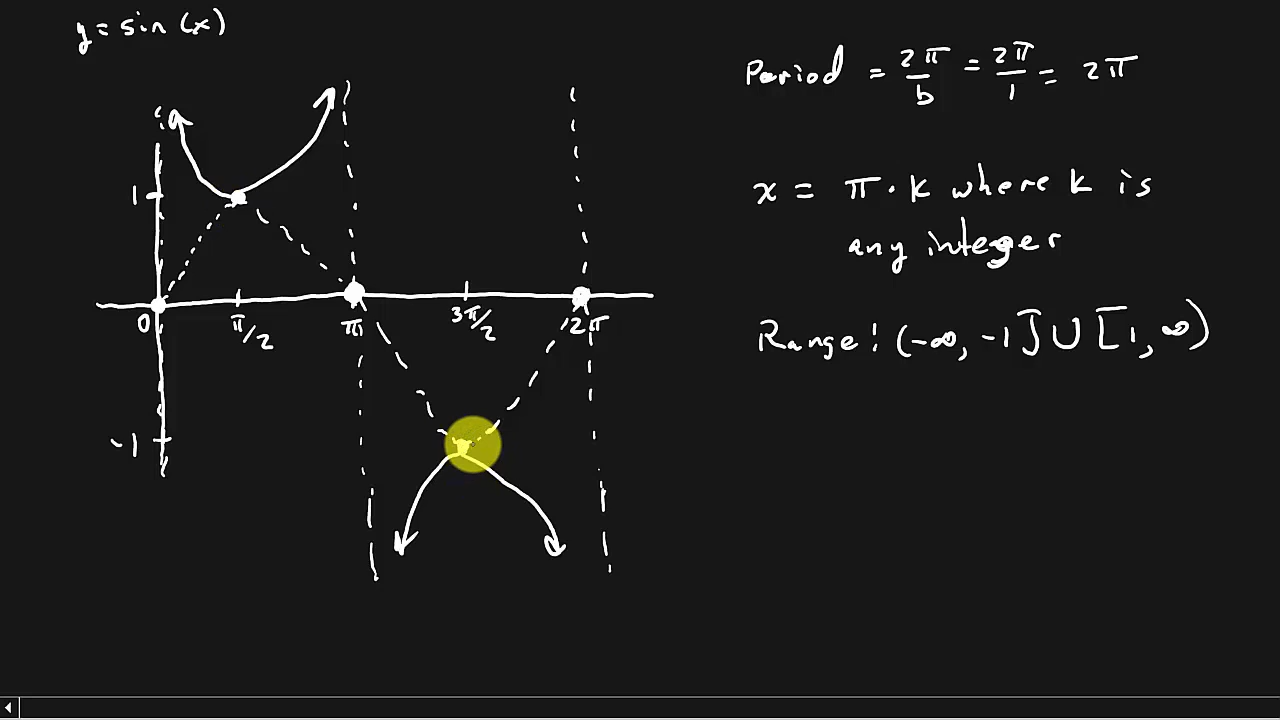 y = sin (x)
Period = 2π/b = 2π/1 = 2π
x = π · k where k is
any integer
Range: (-∞, -1] ∪ [1, ∞)
1
0 π/2 π 3π/2 2π
-1